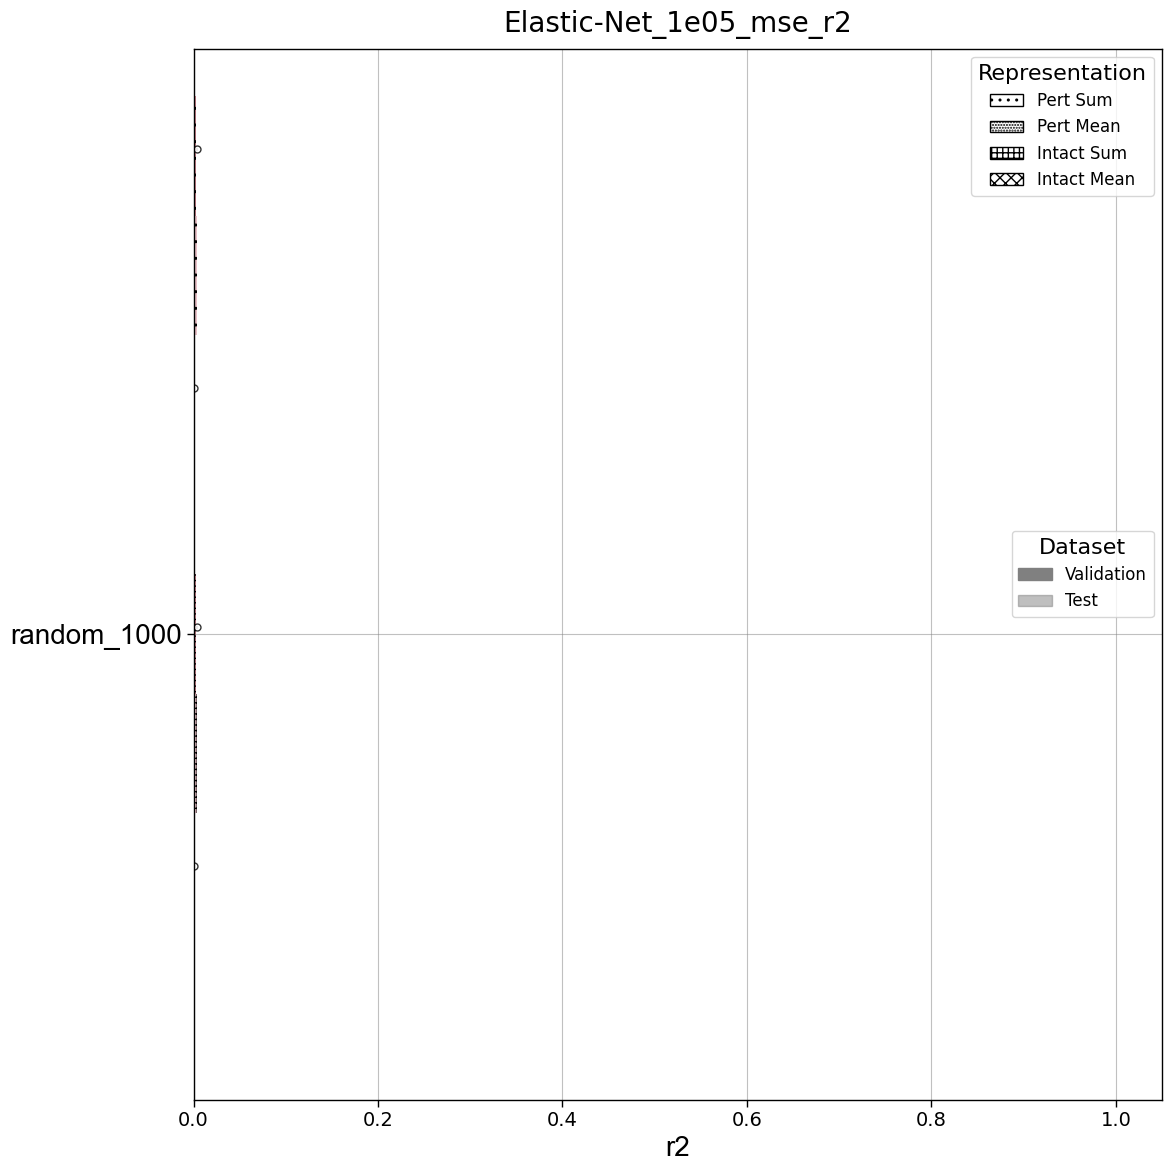 Elastic-Net_1e05_mse_r2
Representation
Pert Sum
Pert Mean
Intact Sum
Intact Mean
Dataset
Validation
Test
random_1000
0.0 0.2 0.4 0.6 0.8 1.0
r2